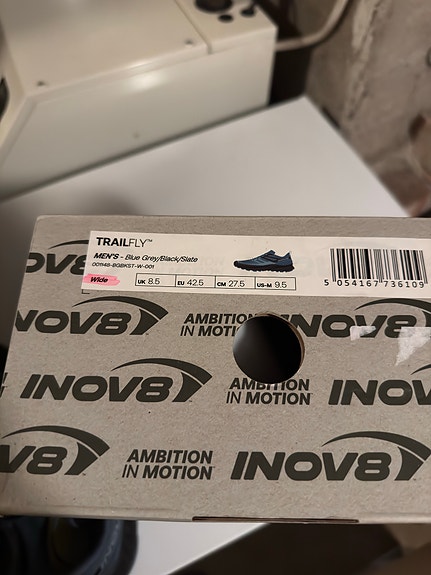 TRAILFLY™
MEN'S - Blue Grey/Black/Slate
001148-BGBKST-W-001
Wide UK 8.5 EU 42.5 CM 27.5 US-M 9.5
5 054167 736109
INOV8 AMBITION IN MOTION INOV8
INOV8 AMBITION IN MOTION INOV8
INOV8 AMBITION IN MOTION INOV8